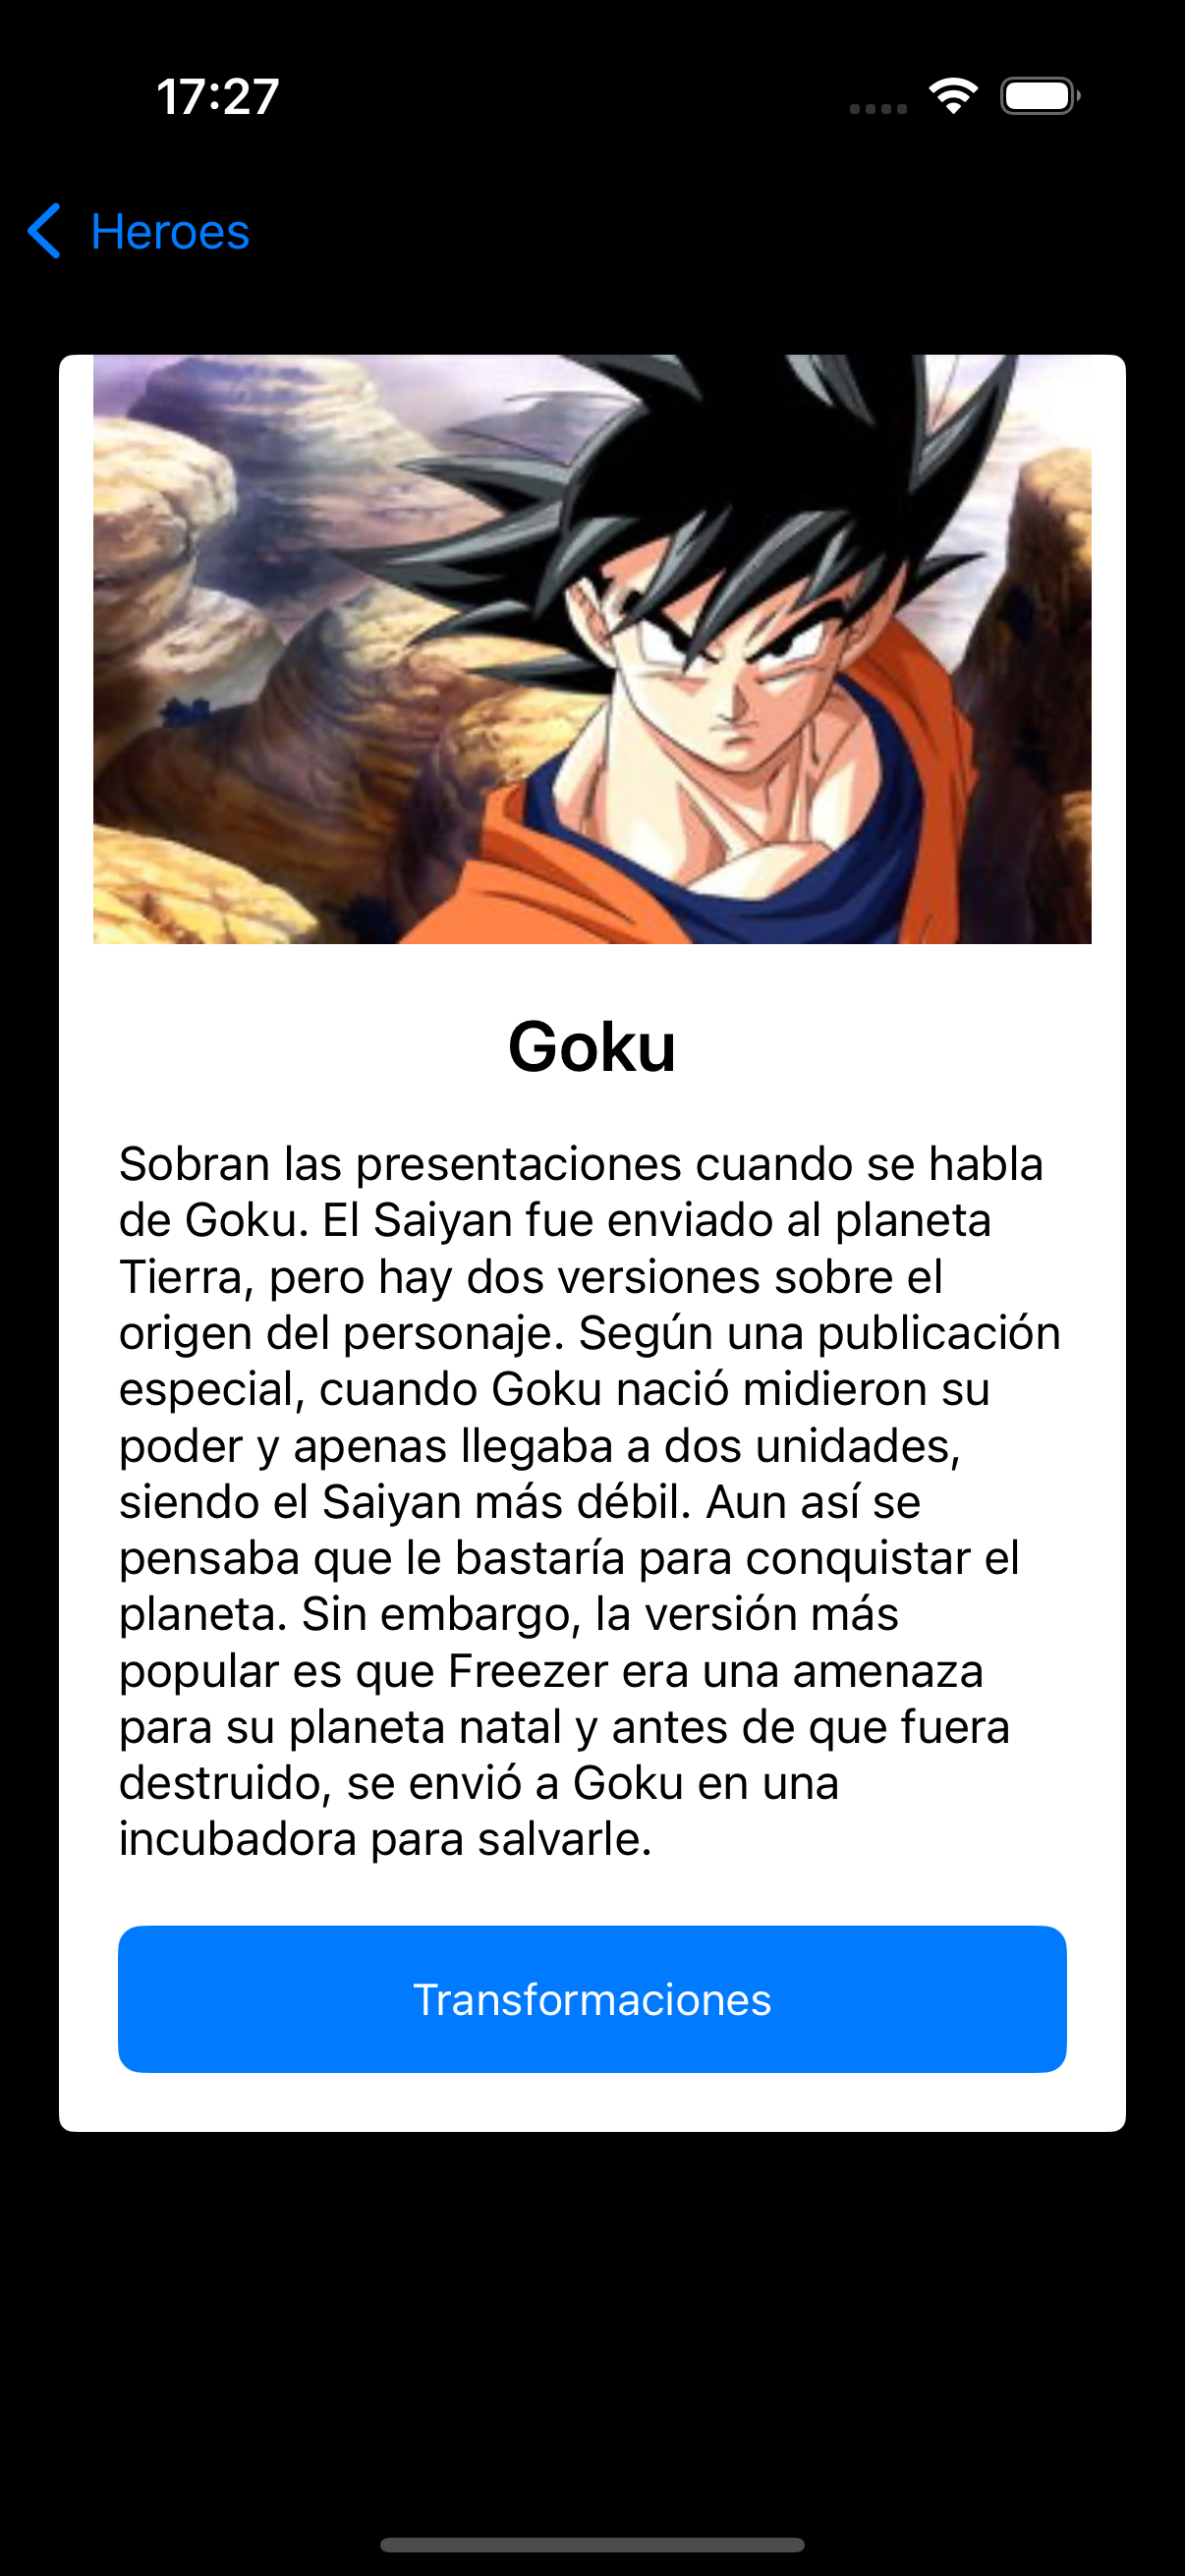 17:27
Heroes
Goku
Sobran las presentaciones cuando se habla
de Goku. El Saiyan fue enviado al planeta
Tierra, pero hay dos versiones sobre el
origen del personaje. Según una publicación
especial, cuando Goku nació midieron su
poder y apenas llegaba a dos unidades,
siendo el Saiyan más débil. Aun así se
pensaba que le bastaría para conquistar el
planeta. Sin embargo, la versión más
popular es que Freezer era una amenaza
para su planeta natal y antes de que fuera
destruido, se envió a Goku en una
incubadora para salvarle.
Transformaciones